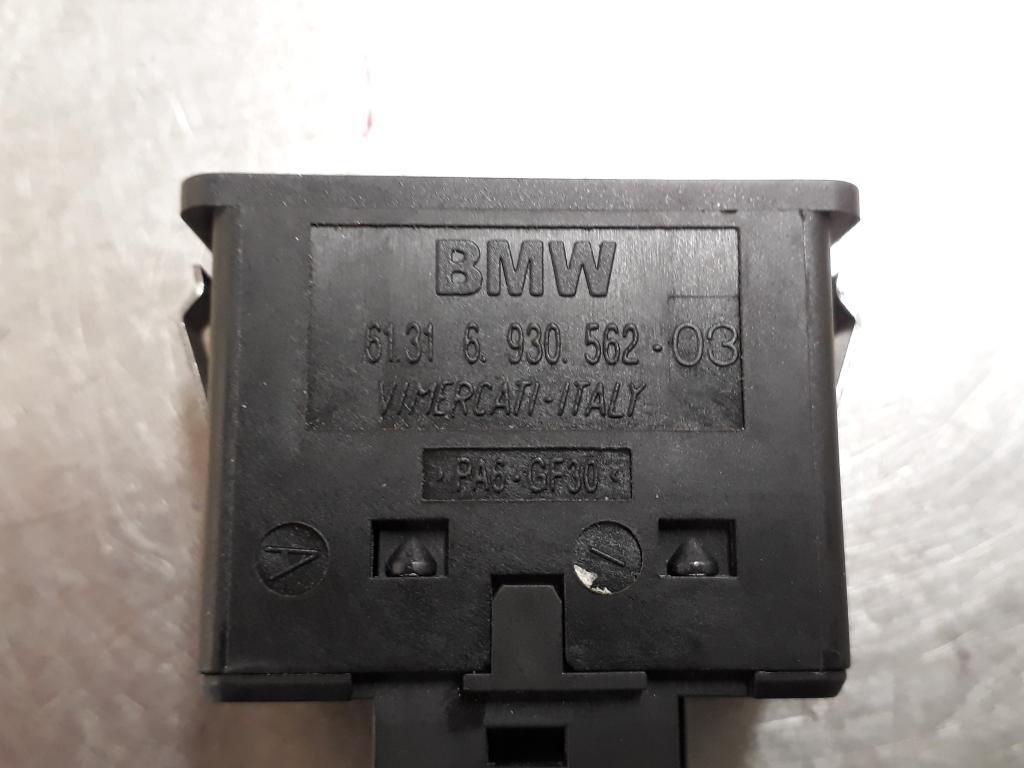 BMW
61.31 6. 930. 562 - 03
VIMERCATI-ITALY
· PA6 - GF30 ·
A